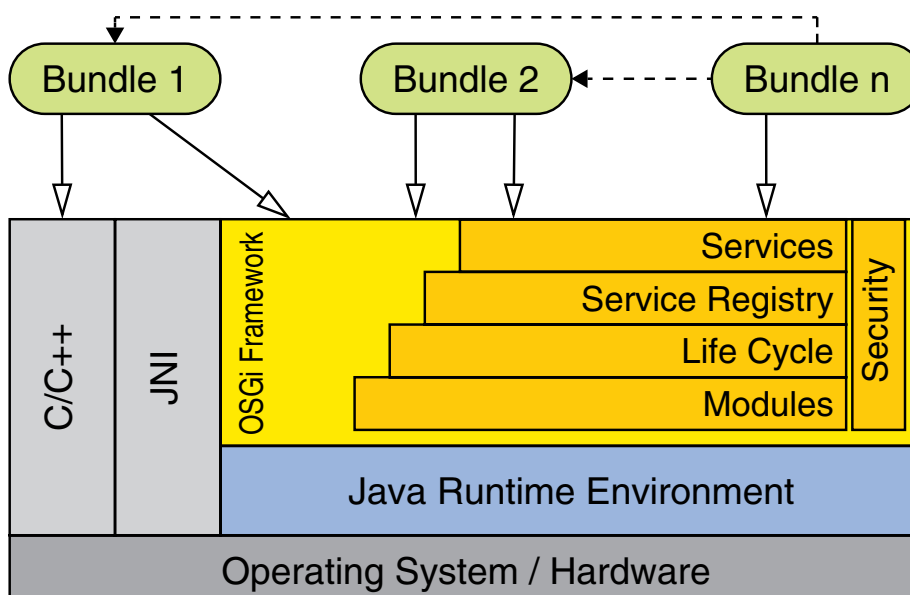 Bundle 1
Bundle 2
Bundle n
C/C++
JNI
OSGi Framework
Services
Service Registry
Life Cycle
Modules
Security
Java Runtime Environment
Operating System / Hardware